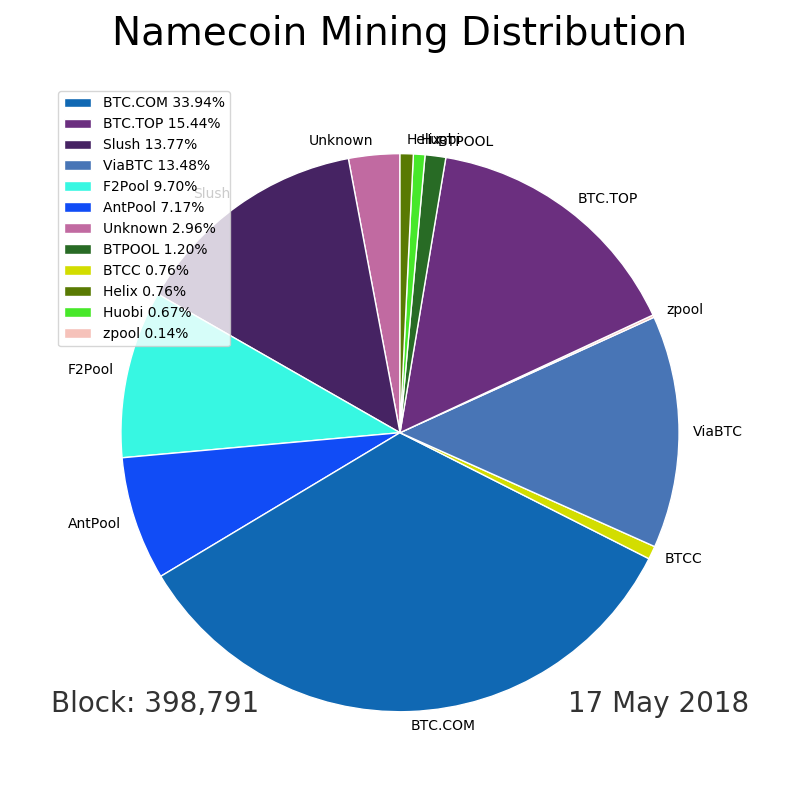 Namecoin Mining Distribution
BTC.COM 33.94%
BTC.TOP 15.44%
Slush 13.77%
ViaBTC 13.48%
F2Pool 9.70%
AntPool 7.17%
Unknown 2.96%
BTPOOL 1.20%
BTCC 0.76%
Helix 0.76%
Huobi 0.67%
zpool 0.14%
Unknown
Helix
Huobi
BTPOOL
Slush
BTC.TOP
zpool
F2Pool
ViaBTC
AntPool
BTCC
Block: 398,791
17 May 2018
BTC.COM